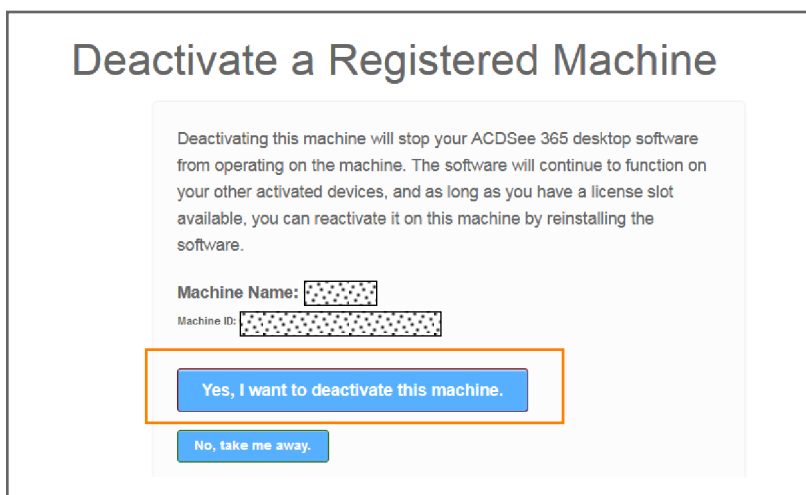 Deactivate a Registered Machine
Deactivating this machine will stop your ACDSee 365 desktop software
from operating on the machine. The software will continue to function on
your other activated devices, and as long as you have a license slot
available, you can reactivate it on this machine by reinstalling the
software.
Machine Name:
Machine ID:
Yes, I want to deactivate this machine.
No, take me away.